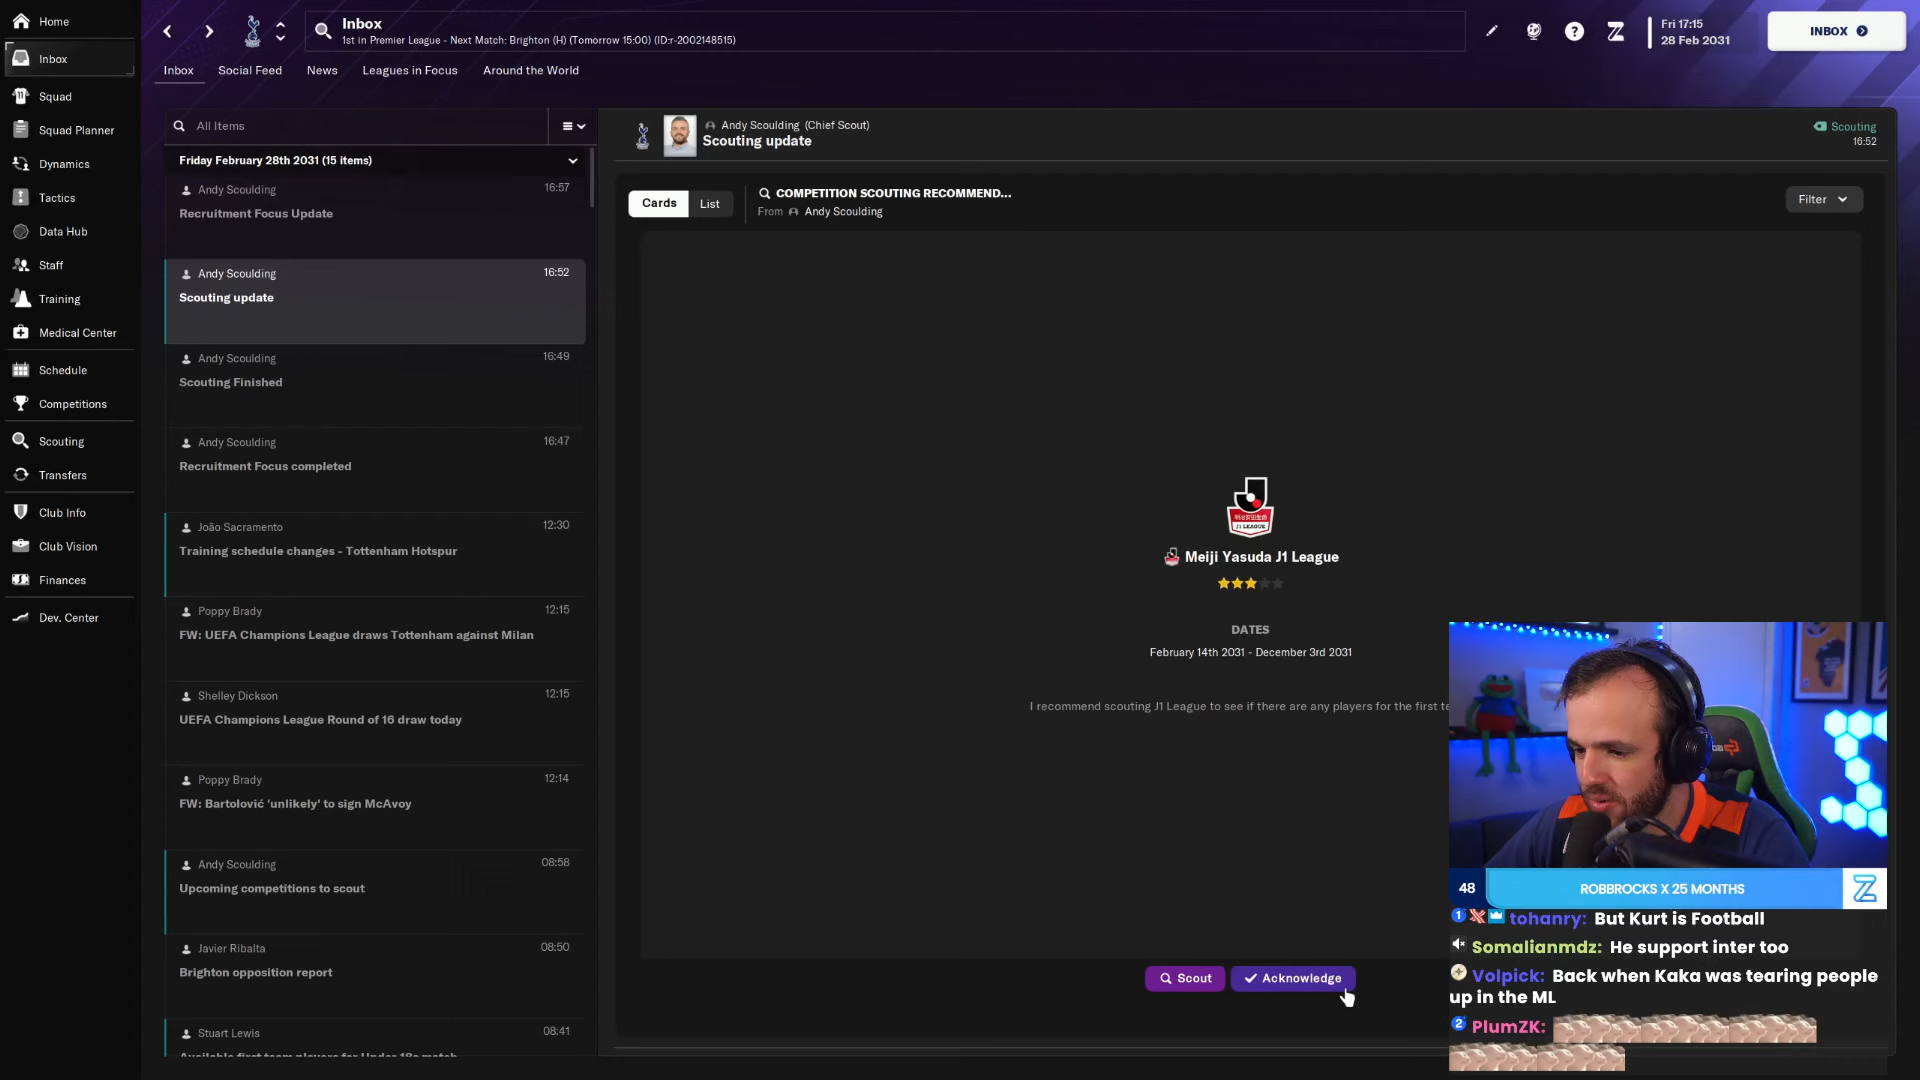 Home
Inbox
Squad
Squad Planner
Dynamics
Tactics
Data Hub
Staff
Training
Medical Center
Schedule
Competitions
Scouting
Transfers
Club Info
Club Vision
Finances
Dev. Center
Inbox
1st in Premier League - Next Match: Brighton (H) (Tomorrow 15:00) (ID:r-2002148515)
Fri 17:15
28 Feb 2031
INBOX
Inbox Social Feed News Leagues in Focus Around the World
All Items
Friday February 28th 2031 (15 items)
Andy Scoulding 16:57
Recruitment Focus Update
Andy Scoulding 16:52
Scouting update
Andy Scoulding 16:49
Scouting Finished
Andy Scoulding 16:47
Recruitment Focus completed
João Sacramento 12:30
Training schedule changes - Tottenham Hotspur
Poppy Brady 12:15
FW: UEFA Champions League draws Tottenham against Milan
Shelley Dickson 12:15
UEFA Champions League Round of 16 draw today
Poppy Brady 12:14
FW: Bartolović 'unlikely' to sign McAvoy
Andy Scoulding 08:58
Upcoming competitions to scout
Javier Ribalta 08:50
Brighton opposition report
Stuart Lewis 08:41
Available first team players for Under 18s match
Andy Scoulding (Chief Scout)
Scouting update
Scouting
16:52
Cards List
COMPETITION SCOUTING RECOMMEND...
From Andy Scoulding
Filter
J1 LEAGUE
Meiji Yasuda J1 League
DATES
February 14th 2031 - December 3rd 2031
I recommend scouting J1 League to see if there are any players for the first te
Scout
Acknowledge
48 ROBBROCKS X 25 MONTHS
tohanry: But Kurt is Football
Somalianmdz: He support inter too
Volpick: Back when Kaka was tearing people
up in the ML
PlumZK: